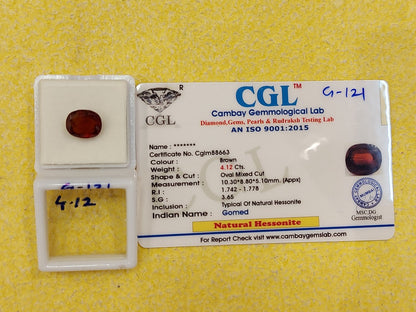 CGL
R
CGL™
G-121
Cambay Gemmological Lab
Diamond, Gems, Pearls & Rudraksh Testing Lab
AN ISO 9001:2015
Name : *******
Certificate No. Cglm88663
Colour : Brown
Weight : 4.12 Cts.
Shape & Cut : Oval Mixed Cut
Measurement : 10.30*8.80*5.10mm. (Appx)
R.I : 1.742 - 1.778
S.G : 3.65
Inclusion : Typical Of Natural Hessonite
Indian Name : Gomed
Natural Hessonite
MSC,DG
Gemmologist
For Report Check visit www.cambaygemslab.com
G-121
4.12